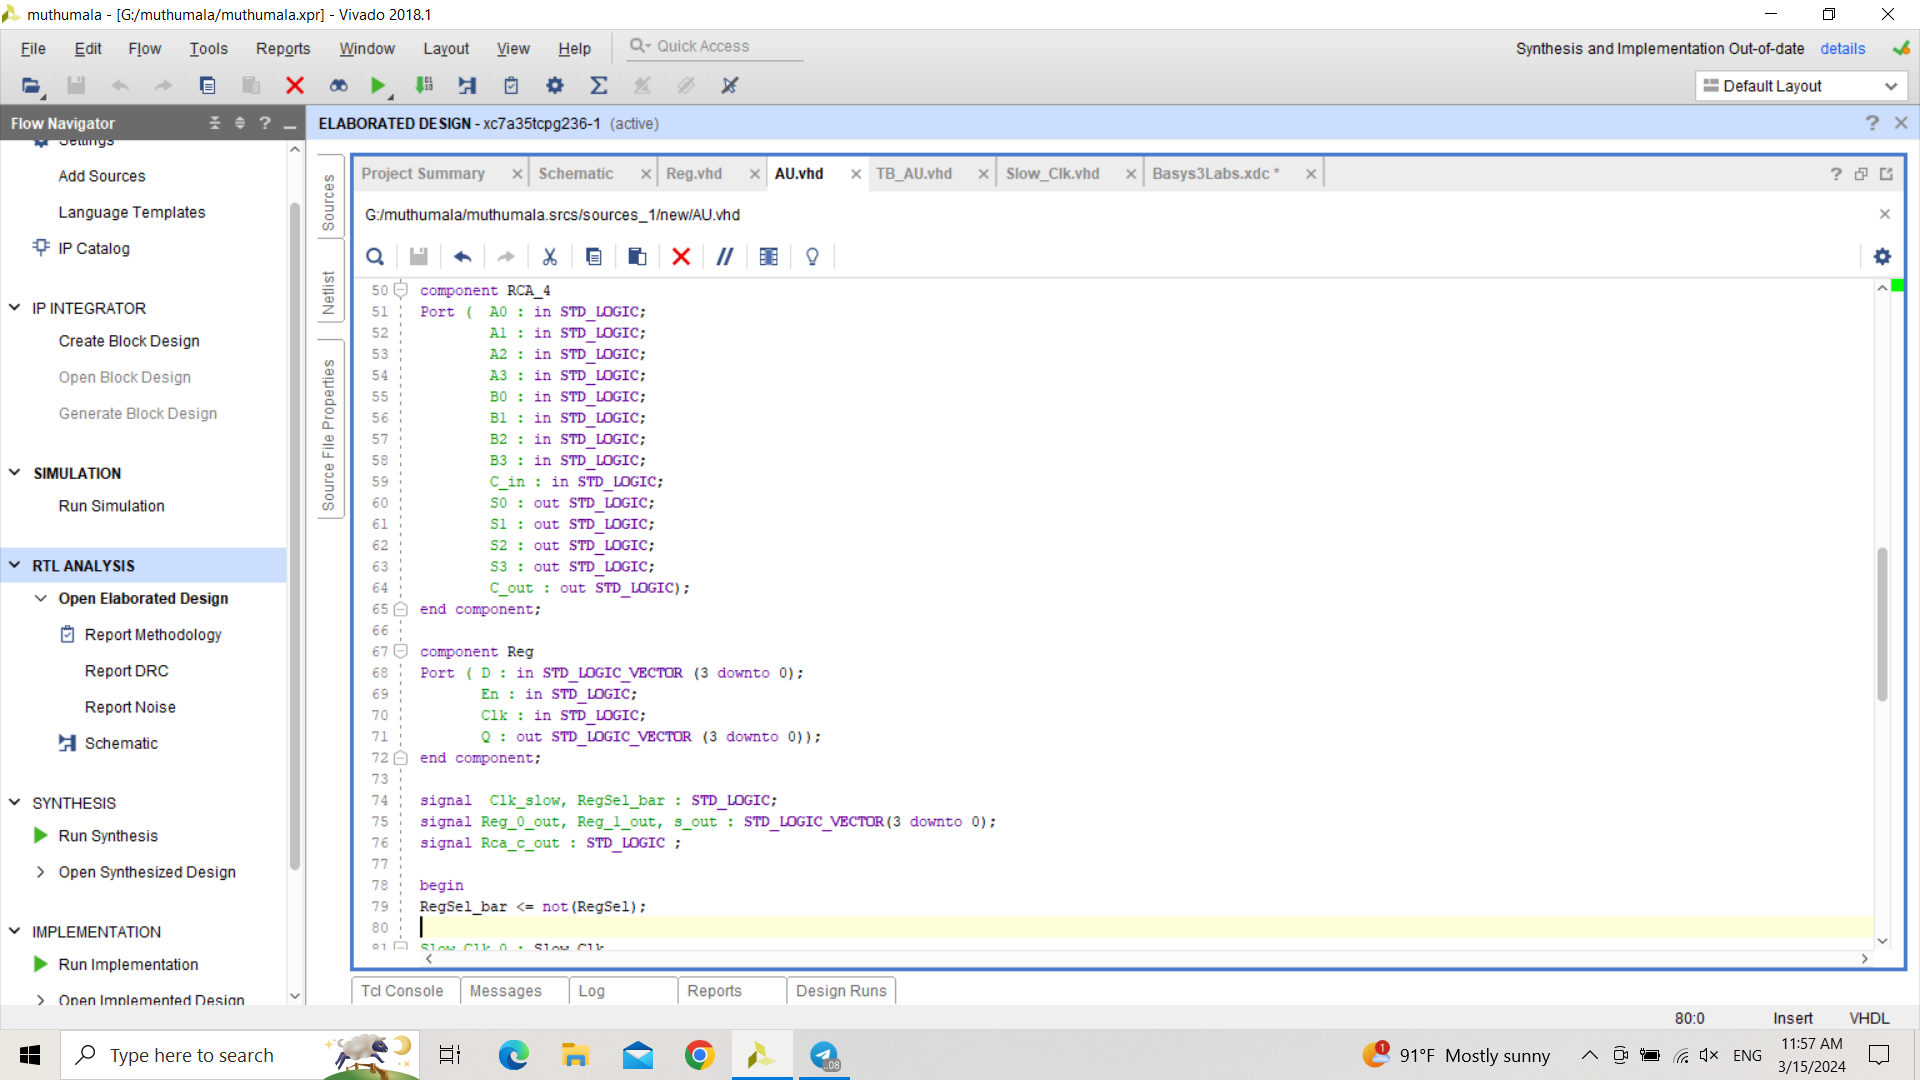 muthumala - [G:/muthumala/muthumala.xpr] - Vivado 2018.1
File Edit Flow Tools Reports Window Layout View Help Quick Access
Synthesis and Implementation Out-of-date details
Default Layout
Flow Navigator
ELABORATED DESIGN - xc7a35tcpg236-1 (active)
Settings
Add Sources
Language Templates
IP Catalog
IP INTEGRATOR
Create Block Design
Open Block Design
Generate Block Design
SIMULATION
Run Simulation
RTL ANALYSIS
Open Elaborated Design
Report Methodology
Report DRC
Report Noise
Schematic
SYNTHESIS
Run Synthesis
Open Synthesized Design
IMPLEMENTATION
Run Implementation
Open Implemented Design
Sources
Netlist
Source File Properties
Project Summary Schematic Reg.vhd AU.vhd TB_AU.vhd Slow_Clk.vhd Basys3Labs.xdc *
G:/muthumala/muthumala.srcs/sources_1/new/AU.vhd
50 component RCA_4
51 Port ( A0 : in STD_LOGIC;
52 A1 : in STD_LOGIC;
53 A2 : in STD_LOGIC;
54 A3 : in STD_LOGIC;
55 B0 : in STD_LOGIC;
56 B1 : in STD_LOGIC;
57 B2 : in STD_LOGIC;
58 B3 : in STD_LOGIC;
59 C_in : in STD_LOGIC;
60 S0 : out STD_LOGIC;
61 S1 : out STD_LOGIC;
62 S2 : out STD_LOGIC;
63 S3 : out STD_LOGIC;
64 C_out : out STD_LOGIC);
65 end component;
66
67 component Reg
68 Port ( D : in STD_LOGIC_VECTOR (3 downto 0);
69 En : in STD_LOGIC;
70 Clk : in STD_LOGIC;
71 Q : out STD_LOGIC_VECTOR (3 downto 0));
72 end component;
73
74 signal Clk_slow, RegSel_bar : STD_LOGIC;
75 signal Reg_0_out, Reg_1_out, s_out : STD_LOGIC_VECTOR(3 downto 0);
76 signal Rca_c_out : STD_LOGIC ;
77
78 begin
79 RegSel_bar <= not(RegSel);
80
81 Slow_Clk_0 : Slow_Clk
Tcl Console Messages Log Reports Design Runs
80:0 Insert VHDL
Type here to search
08
1
91°F Mostly sunny
ENG
11:57 AM
3/15/2024